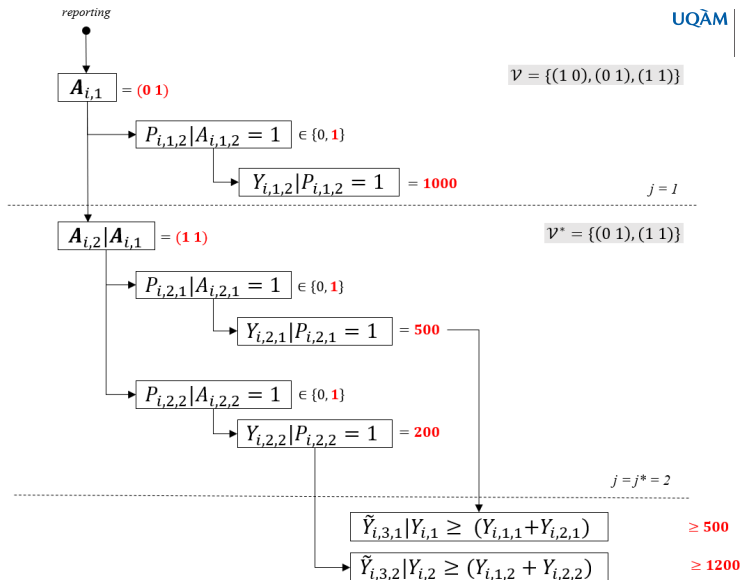 reporting
UQÀM
𝒱 = {(1 0), (0 1), (1 1)}
A_{i,1} = (0 1)
P_{i,1,2}|A_{i,1,2} = 1 ∈ {0, 1}
Y_{i,1,2}|P_{i,1,2} = 1 = 1000
j = 1
A_{i,2}|A_{i,1} = (1 1)
𝒱* = {(0 1), (1 1)}
P_{i,2,1}|A_{i,2,1} = 1 ∈ {0, 1}
Y_{i,2,1}|P_{i,2,1} = 1 = 500
P_{i,2,2}|A_{i,2,2} = 1 ∈ {0, 1}
Y_{i,2,2}|P_{i,2,2} = 1 = 200
j = j* = 2
Ỹ_{i,3,1}|Y_{i,1} ≥ (Y_{i,1,1}+Y_{i,2,1}) ≥ 500
Ỹ_{i,3,2}|Y_{i,2} ≥ (Y_{i,1,2} + Y_{i,2,2}) ≥ 1200